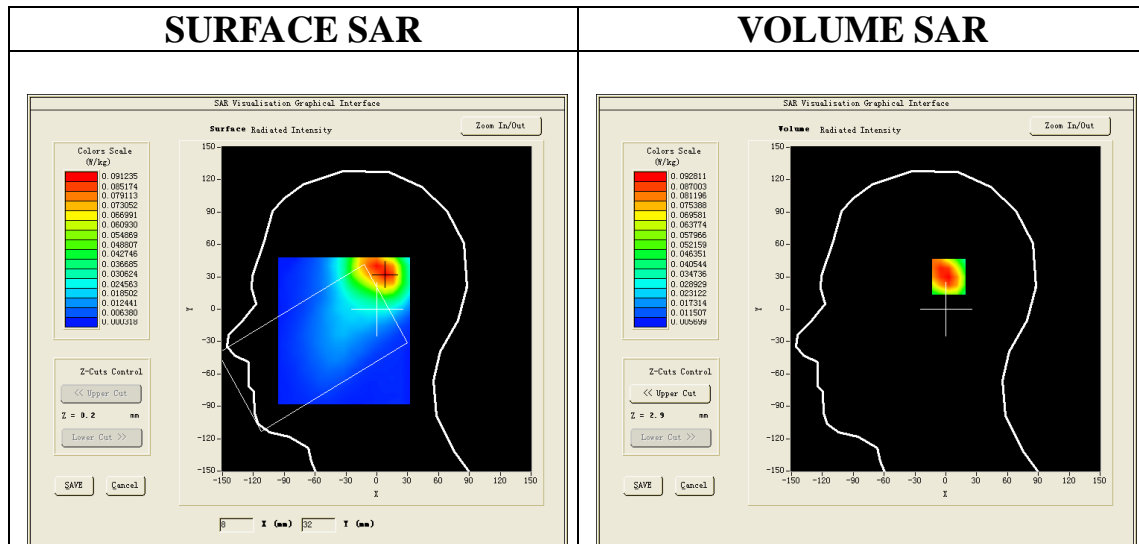 SURFACE SAR
VOLUME SAR
SAR Visualisation Graphical Interface
Surface Radiated Intensity
Zoom In/Out
Colors Scale
(W/kg)
0.091235
0.085174
0.079113
0.073052
0.066991
0.060930
0.054869
0.048807
0.042746
0.036685
0.030624
0.024563
0.018502
0.012441
0.006380
0.000318
Z-Cuts Control
<< Upper Cut
Z = 0.2 mm
Lower Cut >>
SAVE
Cancel
150
120
90
60
30
0
-30
-60
-90
-120
-150
Y
-150 -120 -90 -60 -30 0 30 60 90 120 150
X
8 X (mm) 32 Y (mm)
SAR Visualisation Graphical Interface
Volume Radiated Intensity
Zoom In/Out
Colors Scale
(W/kg)
0.092811
0.087003
0.081196
0.075388
0.069581
0.063774
0.057966
0.052159
0.046351
0.040544
0.034736
0.028929
0.023122
0.017314
0.011507
0.005699
Z-Cuts Control
<< Upper Cut
Z = 2.9 mm
Lower Cut >>
SAVE
Cancel
150
120
90
60
30
0
-30
-60
-90
-120
-150
Y
-150 -120 -90 -60 -30 0 30 60 90 120 150
X